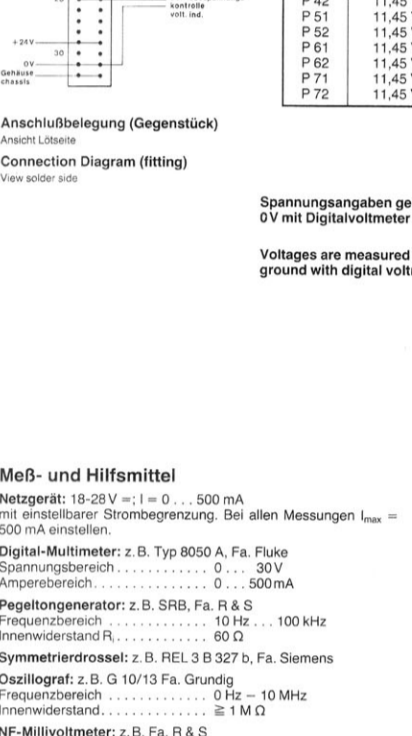 kontrolle
volt. ind.
+ 24V
30
0V
Gehäuse
chassis
P 42 11,45
P 51 11,45
P 52 11,45
P 61 11,45
P 62 11,45
P 71 11,45
P 72 11,45
Anschlußbelegung (Gegenstück)
Ansicht Lötseite
Connection Diagram (fitting)
View solder side
Spannungsangaben ge
0V mit Digitalvoltmeter
Voltages are measured
ground with digital volt
Meß- und Hilfsmittel
Netzgerät: 18-28 V =; I = 0 . . . 500 mA
mit einstellbarer Strombegrenzung. Bei allen Messungen Imax =
500 mA einstellen.
Digital-Multimeter: z. B. Typ 8050 A, Fa. Fluke
Spannungsbereich . . . . . . . . . . . . 0 . . . 30 V
Amperebereich . . . . . . . . . . . . . . 0 . . . 500 mA
Pegeltongenerator: z. B. SRB, Fa. R & S
Frequenzbereich . . . . . . . . . . . . . 10 Hz . . . 100 kHz
Innenwiderstand Ri . . . . . . . . . . . . 60 Ω
Symmetrierdrossel: z. B. REL 3 B 327 b, Fa. Siemens
Oszillograf: z. B. G 10/13 Fa. Grundig
Frequenzbereich . . . . . . . . . . . . . 0 Hz – 10 MHz
Innenwiderstand . . . . . . . . . . . . . . ≧ 1 M Ω
NF-Millivoltmeter: z. B. Fa. R & S